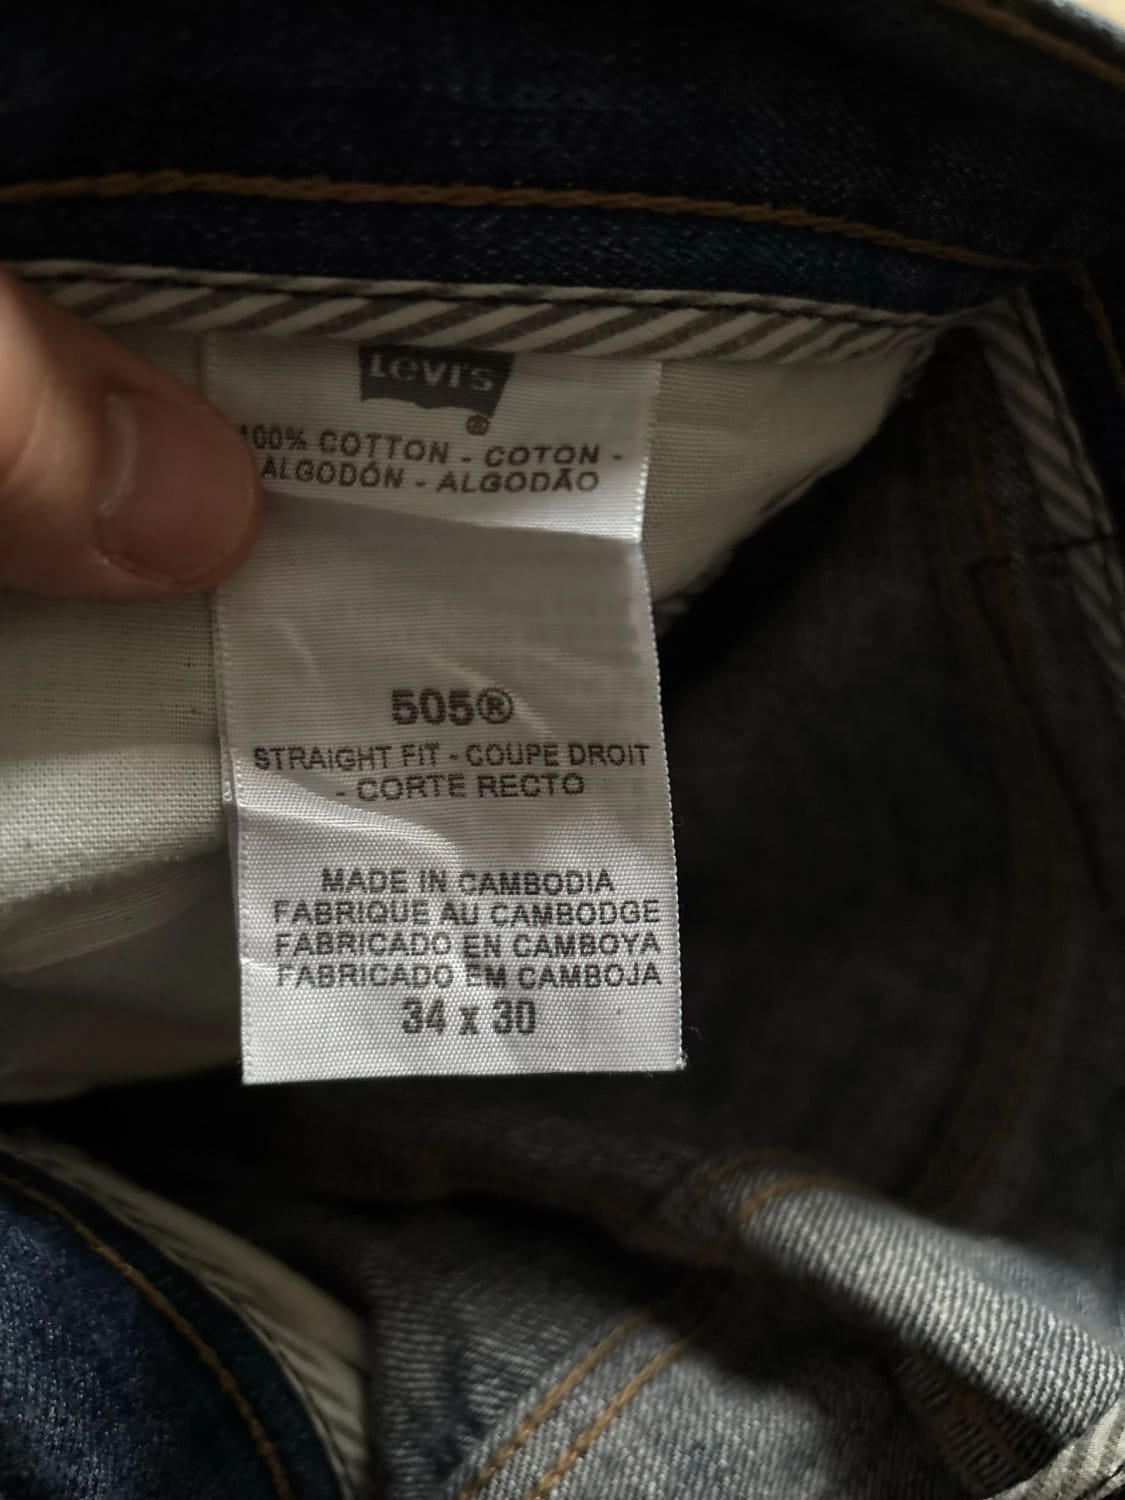 Levi's
®
100% COTTON - COTON -
ALGODÓN - ALGODÃO
505®
STRAIGHT FIT - COUPE DROIT
- CORTE RECTO
MADE IN CAMBODIA
FABRIQUE AU CAMBODGE
FABRICADO EN CAMBOYA
FABRICADO EM CAMBOJA
34 x 30